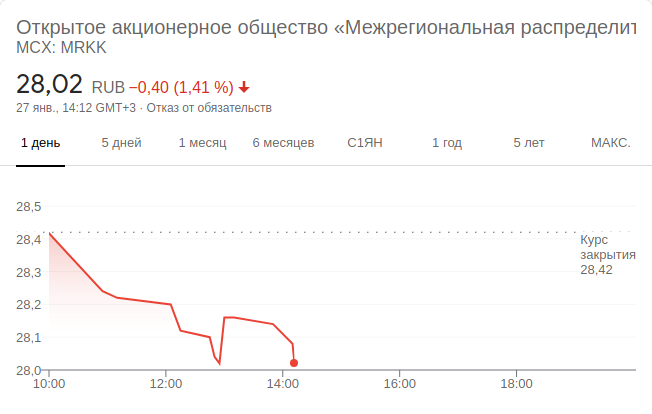 Открытое акционерное общество «Межрегиональная распределит
MCX: MRKK
28,02 RUB −0,40 (1,41 %)
27 янв., 14:12 GMT+3 · Отказ от обязательств
1 день 5 дней 1 месяц 6 месяцев С1ЯН 1 год 5 лет МАКС.
28,5
28,4
Курс
закрытия
28,42
28,3
28,2
28,1
28,0
10:00 12:00 14:00 16:00 18:00